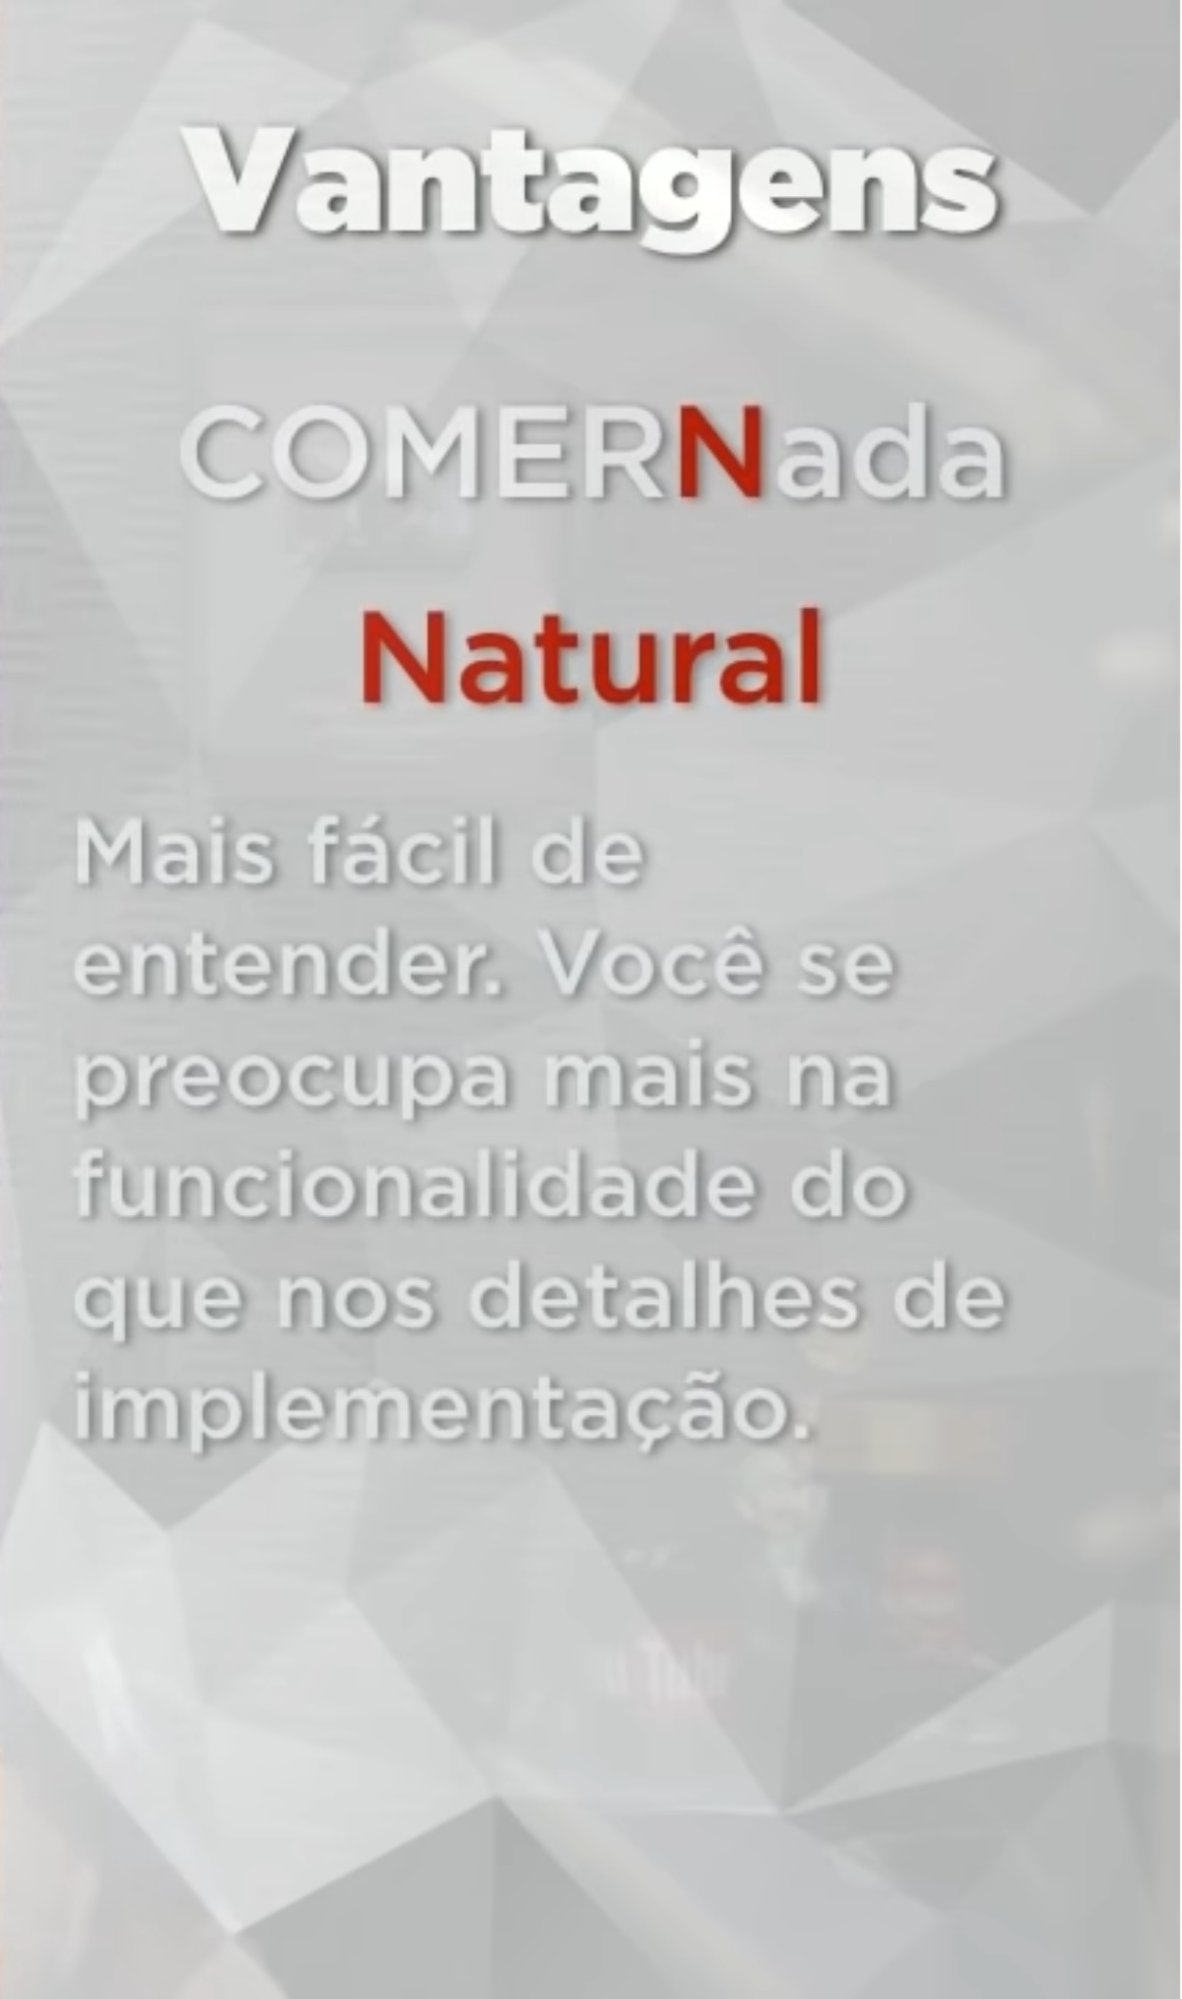 Vantagens
COMERNada
Natural
Mais fácil de
entender. Você se
preocupa mais na
funcionalidade do
que nos detalhes de
implementação.